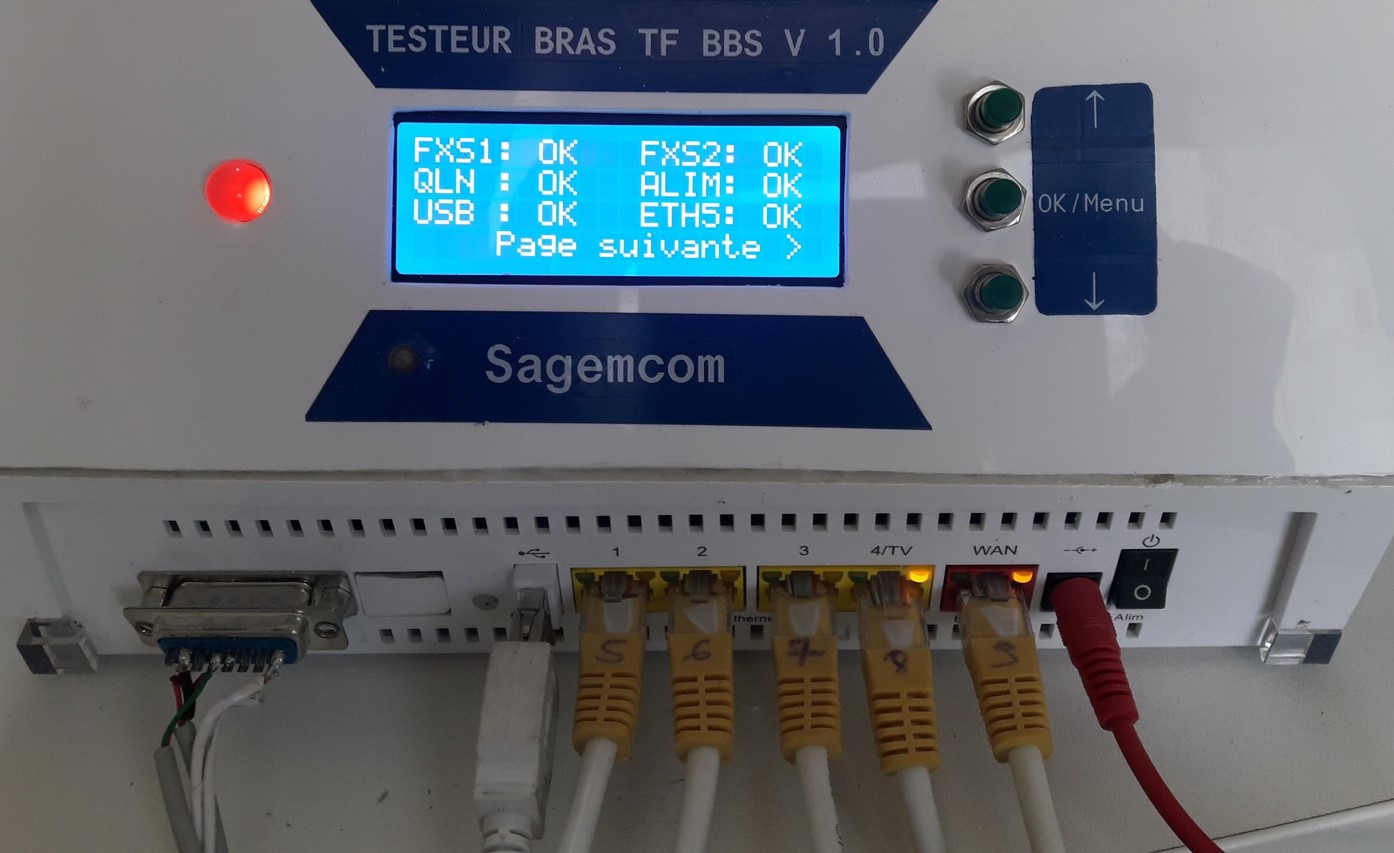 TESTEUR BRAS TF BBS V 1.0
FXS1: OK FXS2: OK
QLN : OK ALIM: OK
USB : OK ETH5: OK
Page suivante >
↑
OK/Menu
↓
Sagemcom
1 2 3 4/TV WAN
I
O
therne
Alim
5 6 7 8 9